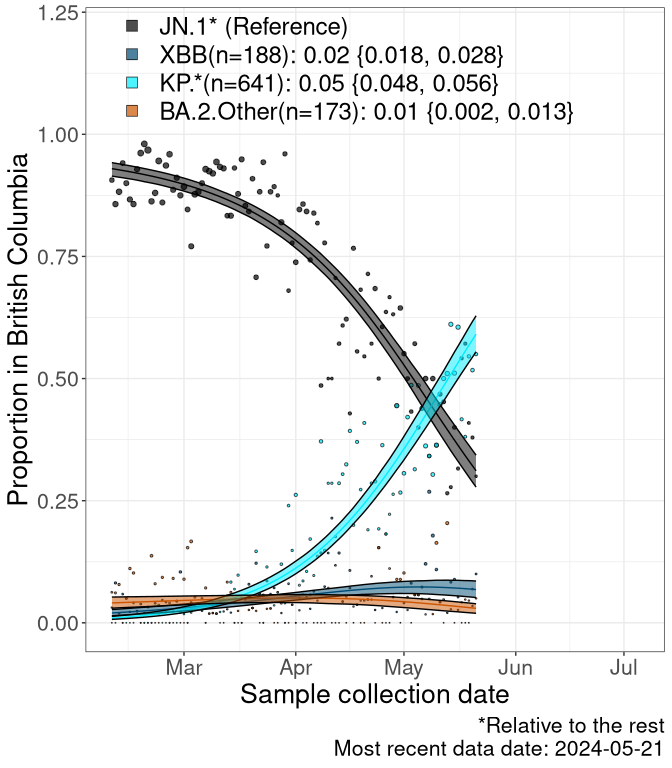 JN.1* (Reference)
XBB(n=188): 0.02 {0.018, 0.028}
KP.*(n=641): 0.05 {0.048, 0.056}
BA.2.Other(n=173): 0.01 {0.002, 0.013}
1.25
1.00
0.75
0.50
0.25
0.00
Proportion in British Columbia
Mar Apr May Jun Jul
Sample collection date
*Relative to the rest
Most recent data date: 2024-05-21